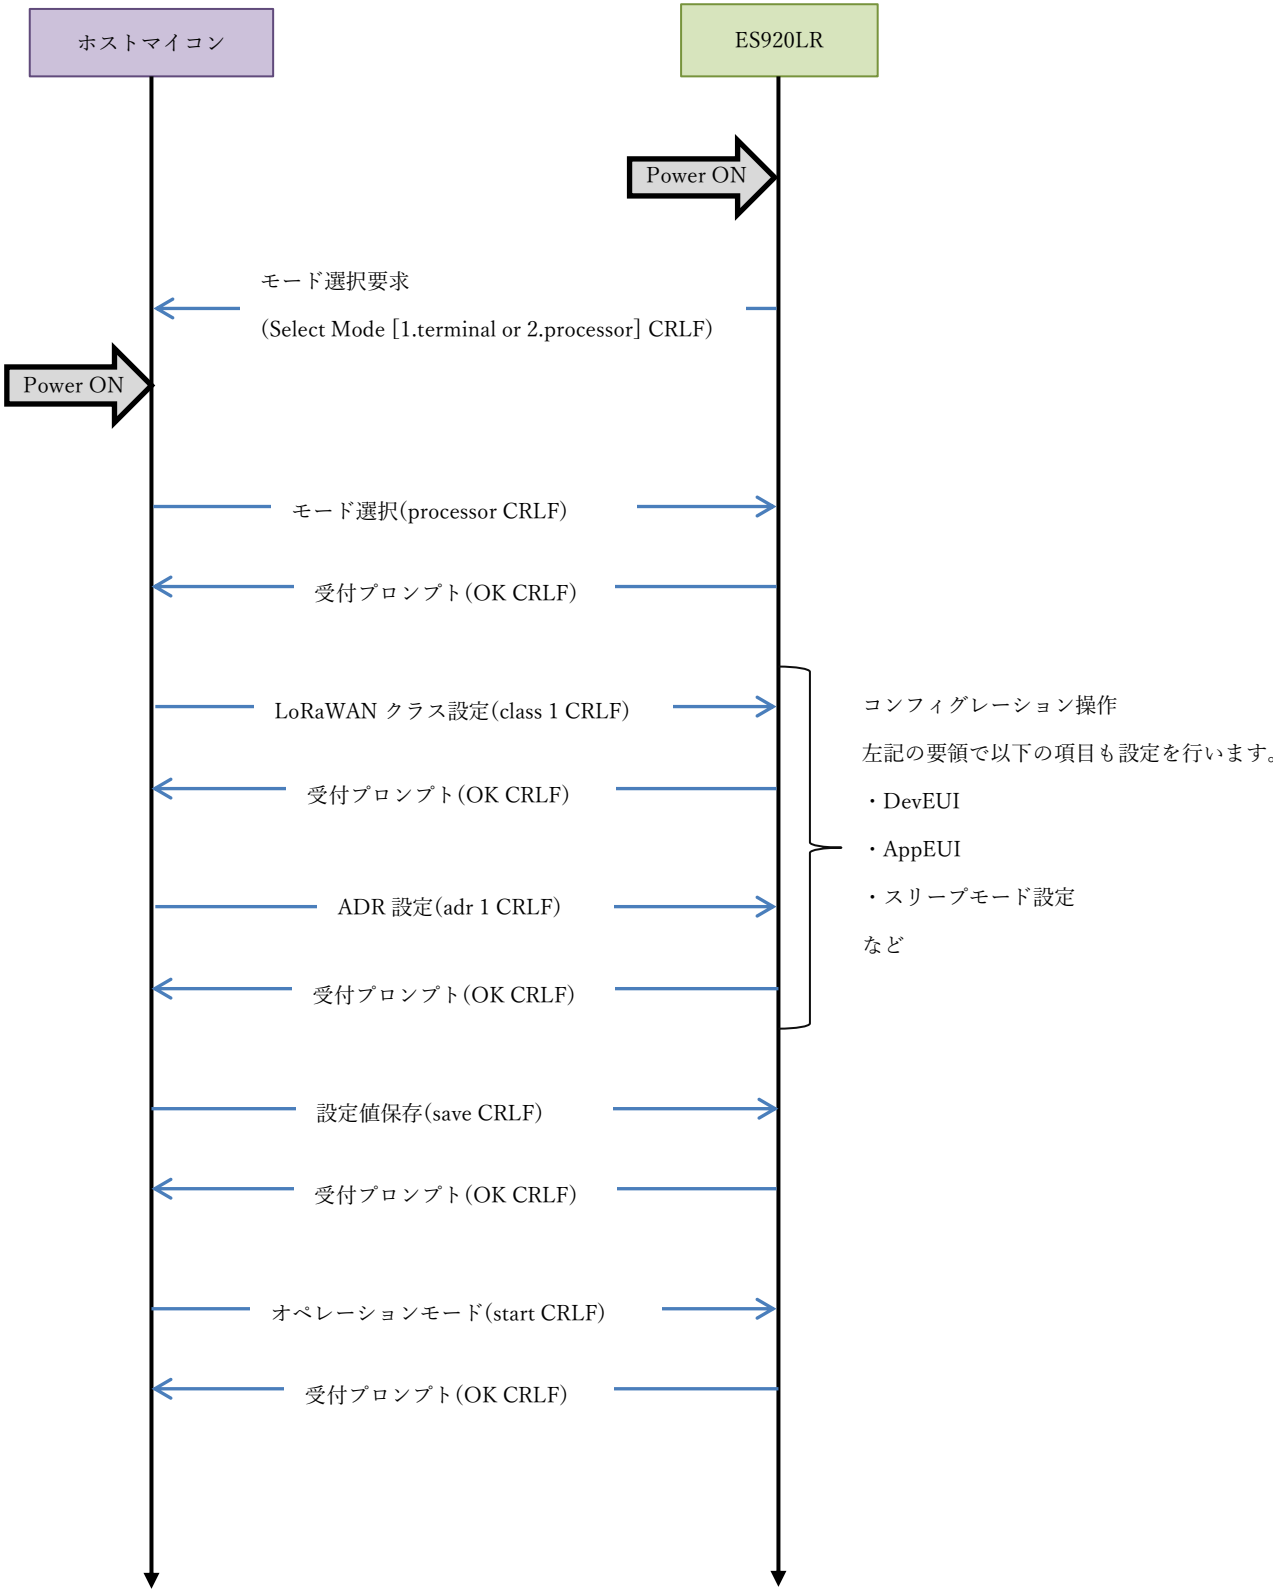 ホストマイコン
ES920LR
Power ON
モード選択要求
(Select Mode [1.terminal or 2.processor] CRLF)
Power ON
モード選択(processor CRLF)
受付プロンプト(OK CRLF)
LoRaWAN クラス設定(class 1 CRLF)
受付プロンプト(OK CRLF)
ADR 設定(adr 1 CRLF)
受付プロンプト(OK CRLF)
コンフィグレーション操作
左記の要領で以下の項目も設定を行います。
・DevEUI
・AppEUI
・スリープモード設定
など
設定値保存(save CRLF)
受付プロンプト(OK CRLF)
オペレーションモード(start CRLF)
受付プロンプト(OK CRLF)